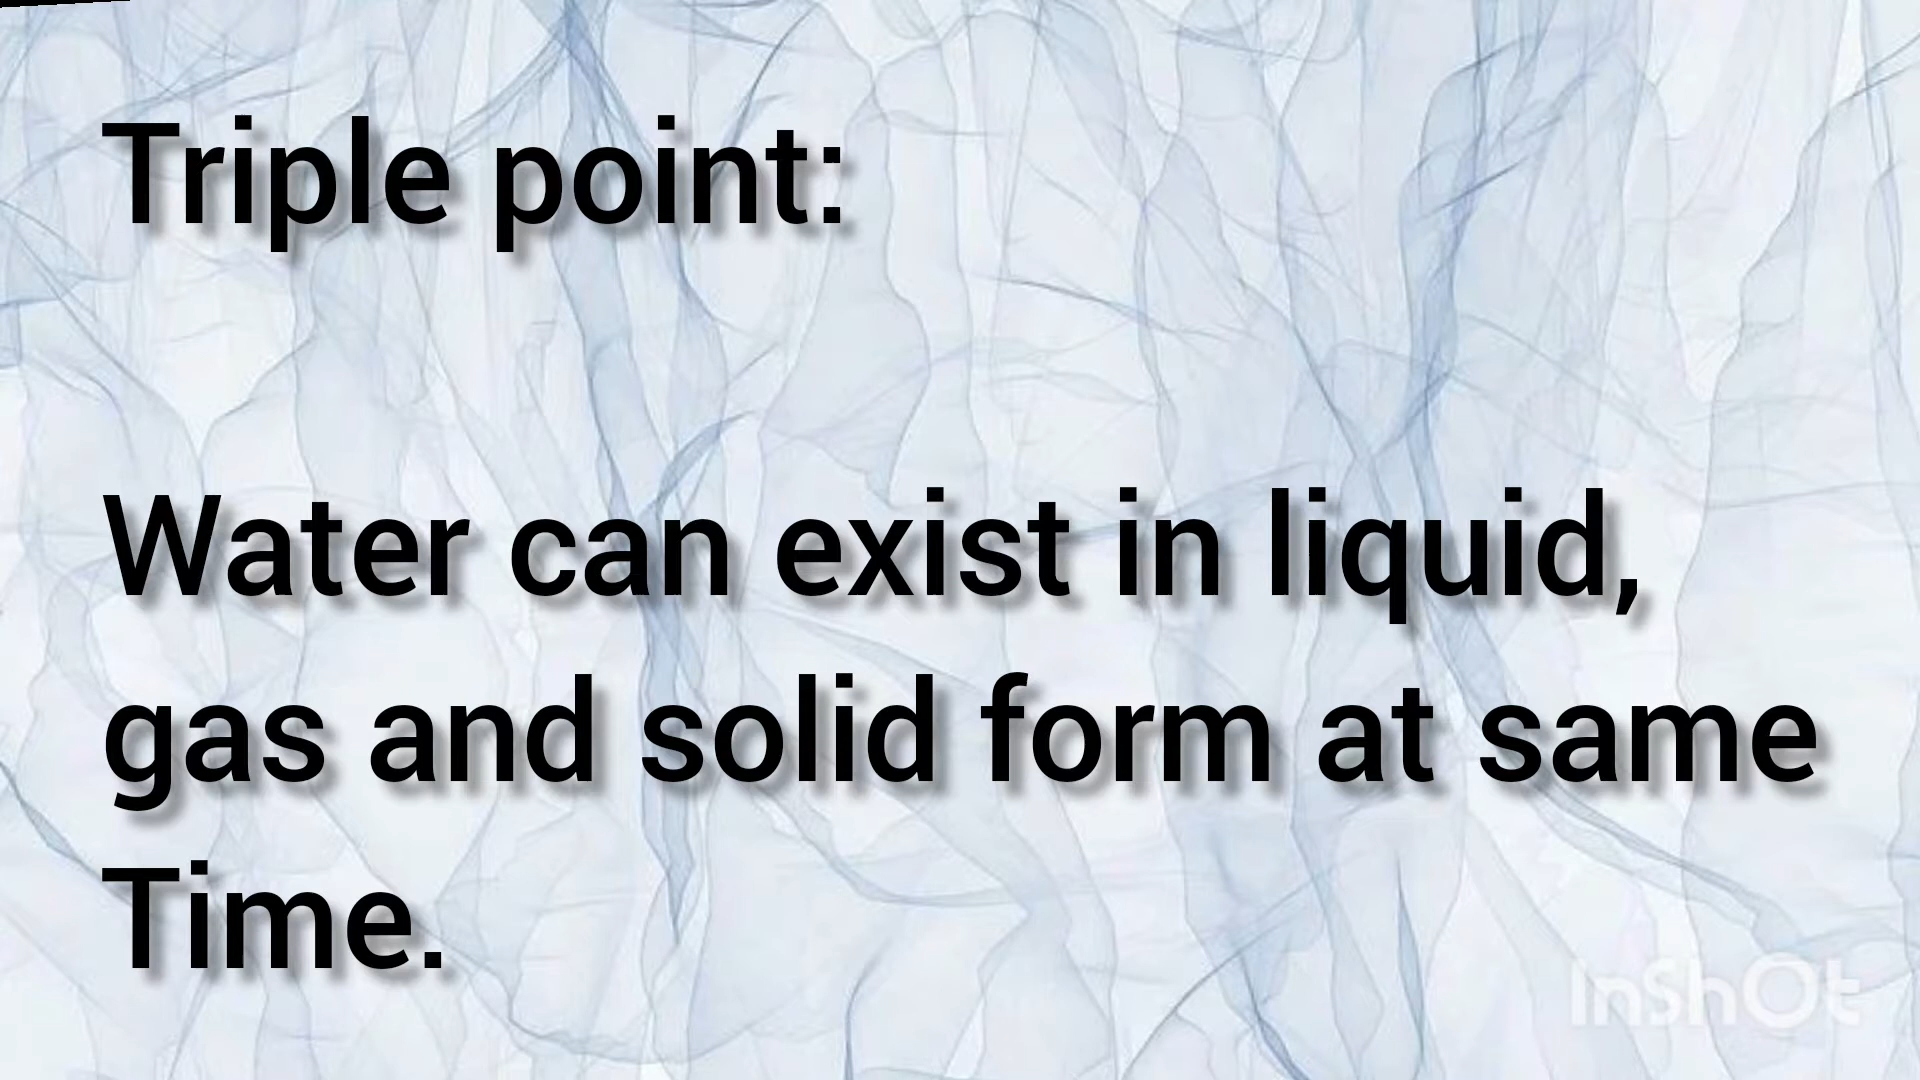 Triple point:
Water can exist in liquid,
gas and solid form at same
Time.
InShOt